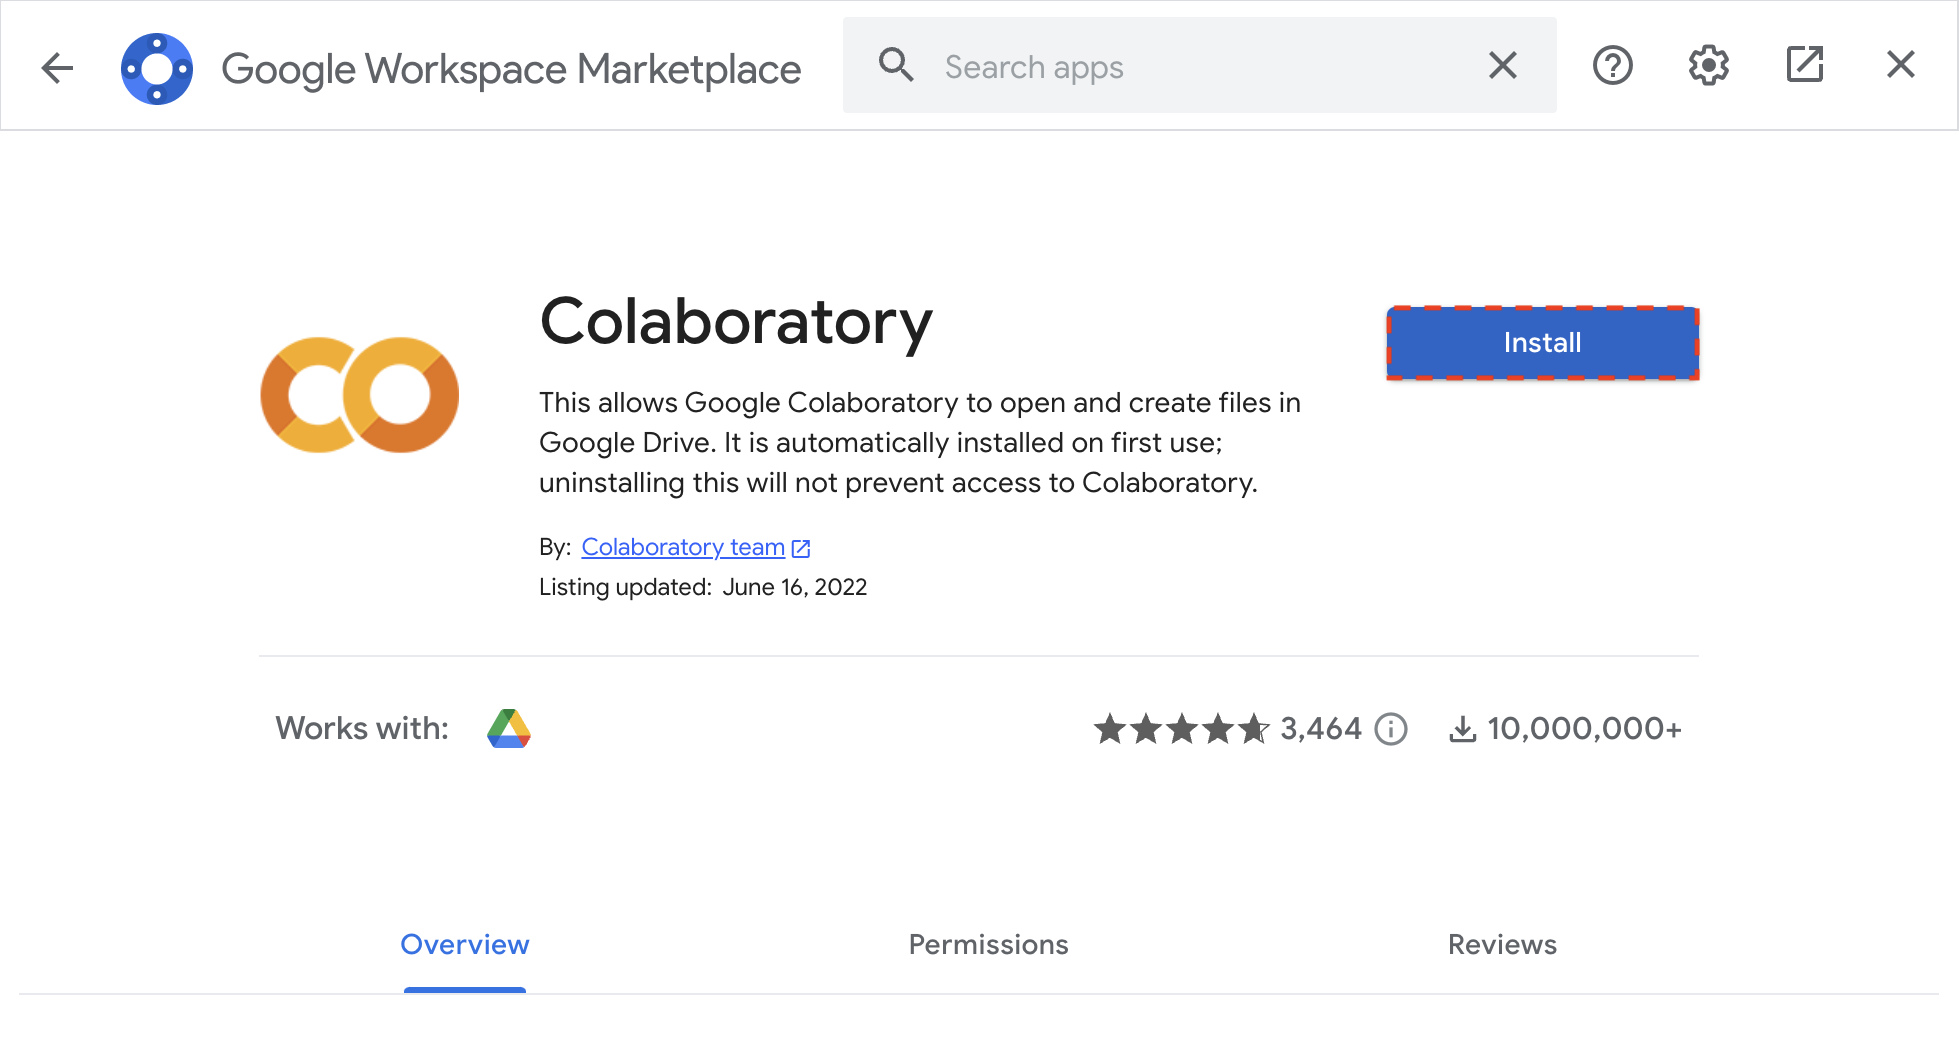 Google Workspace Marketplace
Search apps
Colaboratory
Install
This allows Google Colaboratory to open and create files in
Google Drive. It is automatically installed on first use;
uninstalling this will not prevent access to Colaboratory.
By: Colaboratory team
Listing updated: June 16, 2022
Works with:
3,464
10,000,000+
Overview
Permissions
Reviews